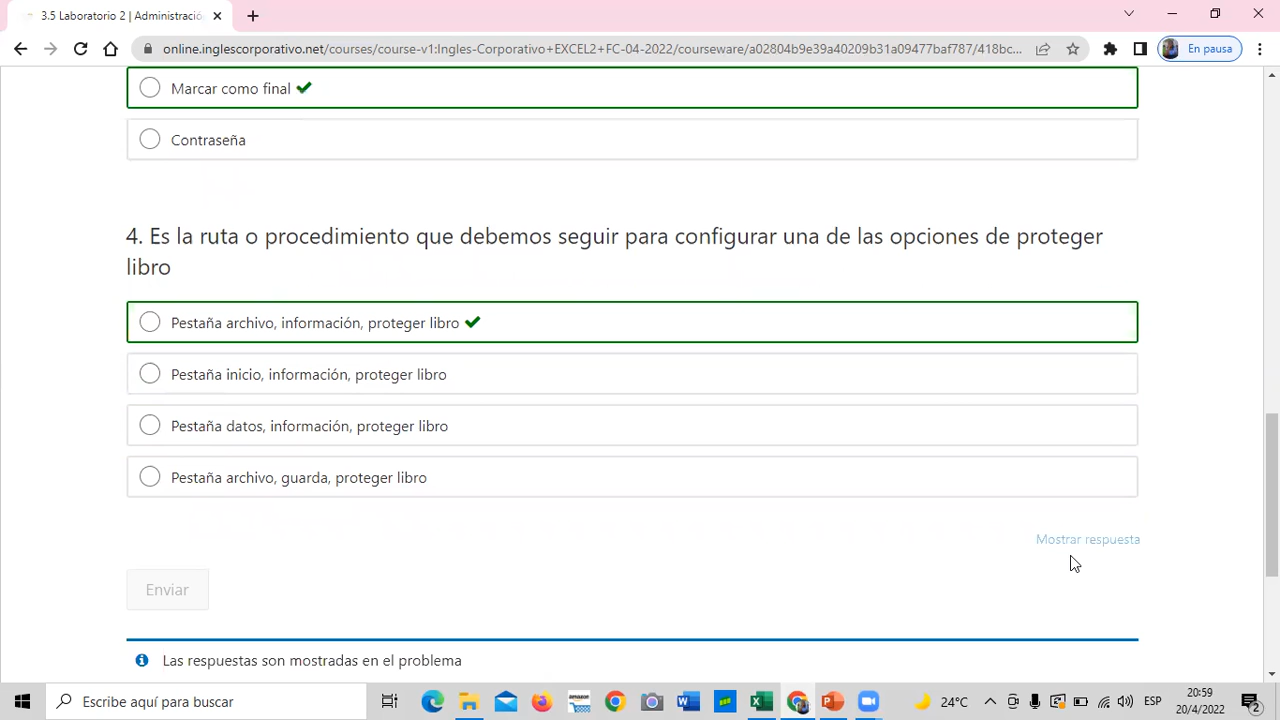 3.5 Laboratorio 2 | Administració
online.inglescorporativo.net/courses/course-v1:Ingles-Corporativo+EXCEL2+FC-04-2022/courseware/a02804b9e39a40209b31a09477baf787/418bc...
En pausa
Marcar como final
Contraseña
4. Es la ruta o procedimiento que debemos seguir para configurar una de las opciones de proteger
libro
Pestaña archivo, información, proteger libro
Pestaña inicio, información, proteger libro
Pestaña datos, información, proteger libro
Pestaña archivo, guarda, proteger libro
Mostrar respuesta
Enviar
Las respuestas son mostradas en el problema
Escribe aquí para buscar
24°C
ESP
20:59
20/4/2022
2